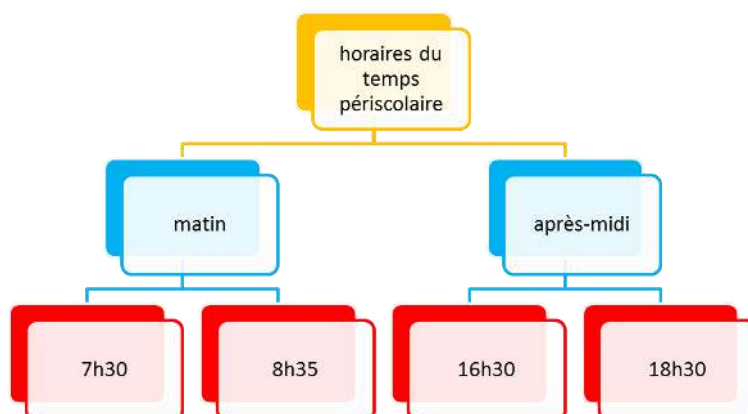 horaires du
temps
périscolaire
matin
après-midi
7h30
8h35
16h30
18h30